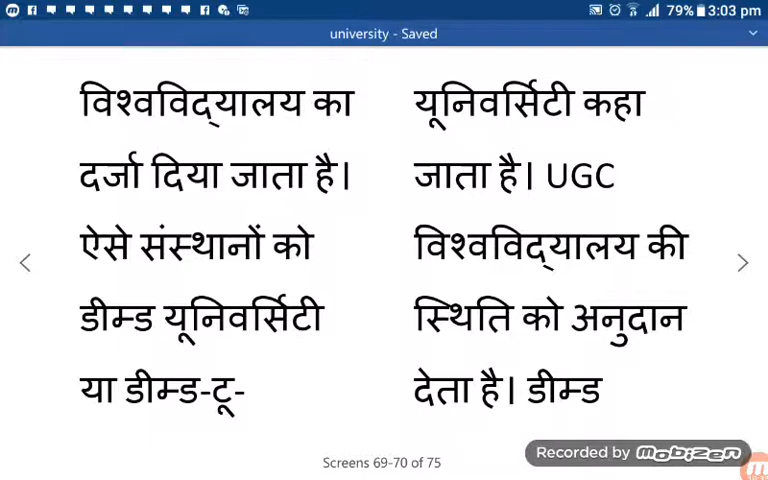 79% 3:03 pm
university - Saved
विश्वविद्यालय का
दर्जा दिया जाता है।
ऐसे संस्थानों को
डीम्ड यूनिवर्सिटी
या डीम्ड-टू-
यूनिवर्सिटी कहा
जाता है। UGC
विश्वविद्यालय की
स्थिति को अनुदान
देता है। डीम्ड
Screens 69-70 of 75
Recorded by mobizen